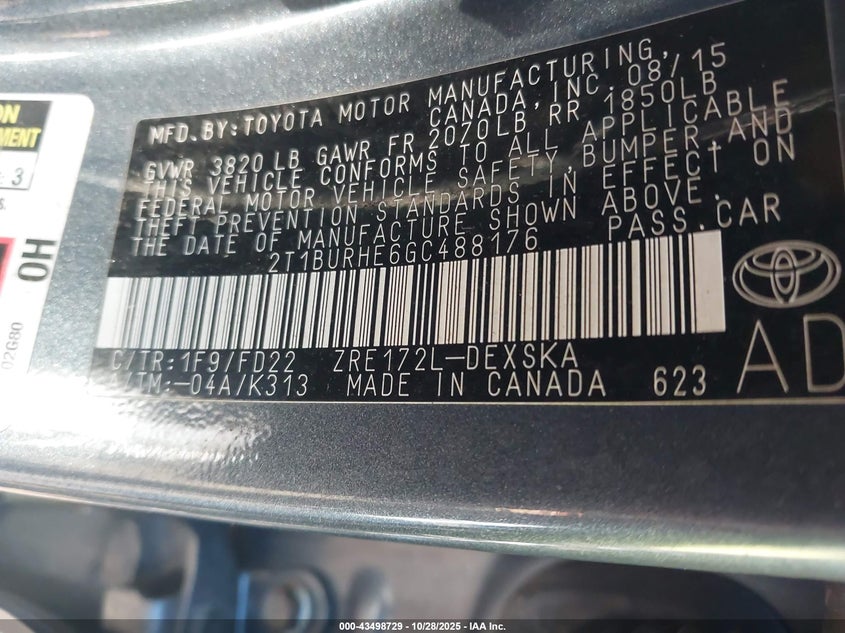 MFD.BY:TOYOTA MOTOR MANUFACTURING,
CANADA,INC. 08/15
GVWR 3820 LB GAWR FR 2070LB RR 1850LB
THIS VEHICLE CONFORMS TO ALL APPLICABLE
FEDERAL MOTOR VEHICLE SAFETY,BUMPER,AND
THEFT PREVENTION STANDARDS IN EFFECT ON
THE DATE OF MANUFACTURE SHOWN ABOVE.
2T1BURHE6GC488176 PASS.CAR
C/TR:1F9/FD22 ZRE172L-DEXSKA
/TM:-04A/K313 MADE IN CANADA 623
AD
3
HO
02G80
000-43498729 - 10/28/2025 - IAA Inc.